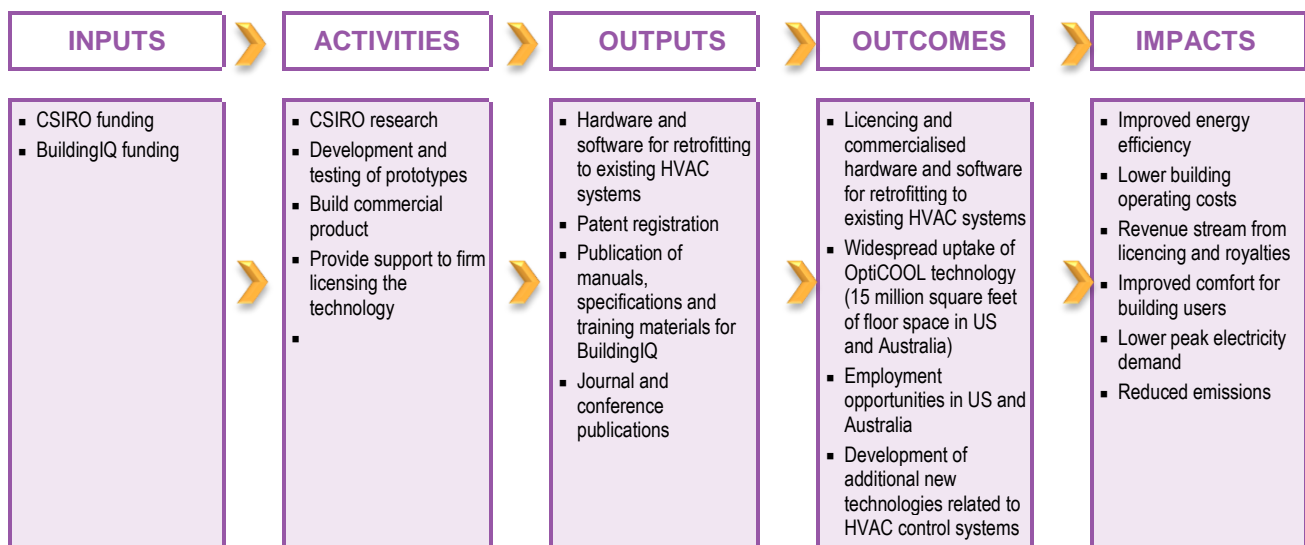 INPUTS
ACTIVITIES
OUTPUTS
OUTCOMES
IMPACTS
▪ CSIRO funding
▪ BuildingIQ funding
▪ CSIRO research
▪ Development and
testing of prototypes
▪ Build commercial
product
▪ Provide support to firm
licensing the
technology
▪
▪ Hardware and
software for retrofitting
to existing HVAC
systems
▪ Patent registration
▪ Publication of
manuals,
specifications and
training materials for
BuildingIQ
▪ Journal and
conference
publications
▪ Licencing and
commercialised
hardware and software
for retrofitting to
existing HVAC systems
▪ Widespread uptake of
OptiCOOL technology
(15 million square feet
of floor space in US
and Australia)
▪ Employment
opportunities in US and
Australia
▪ Development of
additional new
technologies related to
HVAC control systems
▪ Improved energy
efficiency
▪ Lower building
operating costs
▪ Revenue stream from
licencing and royalties
▪ Improved comfort for
building users
▪ Lower peak electricity
demand
▪ Reduced emissions